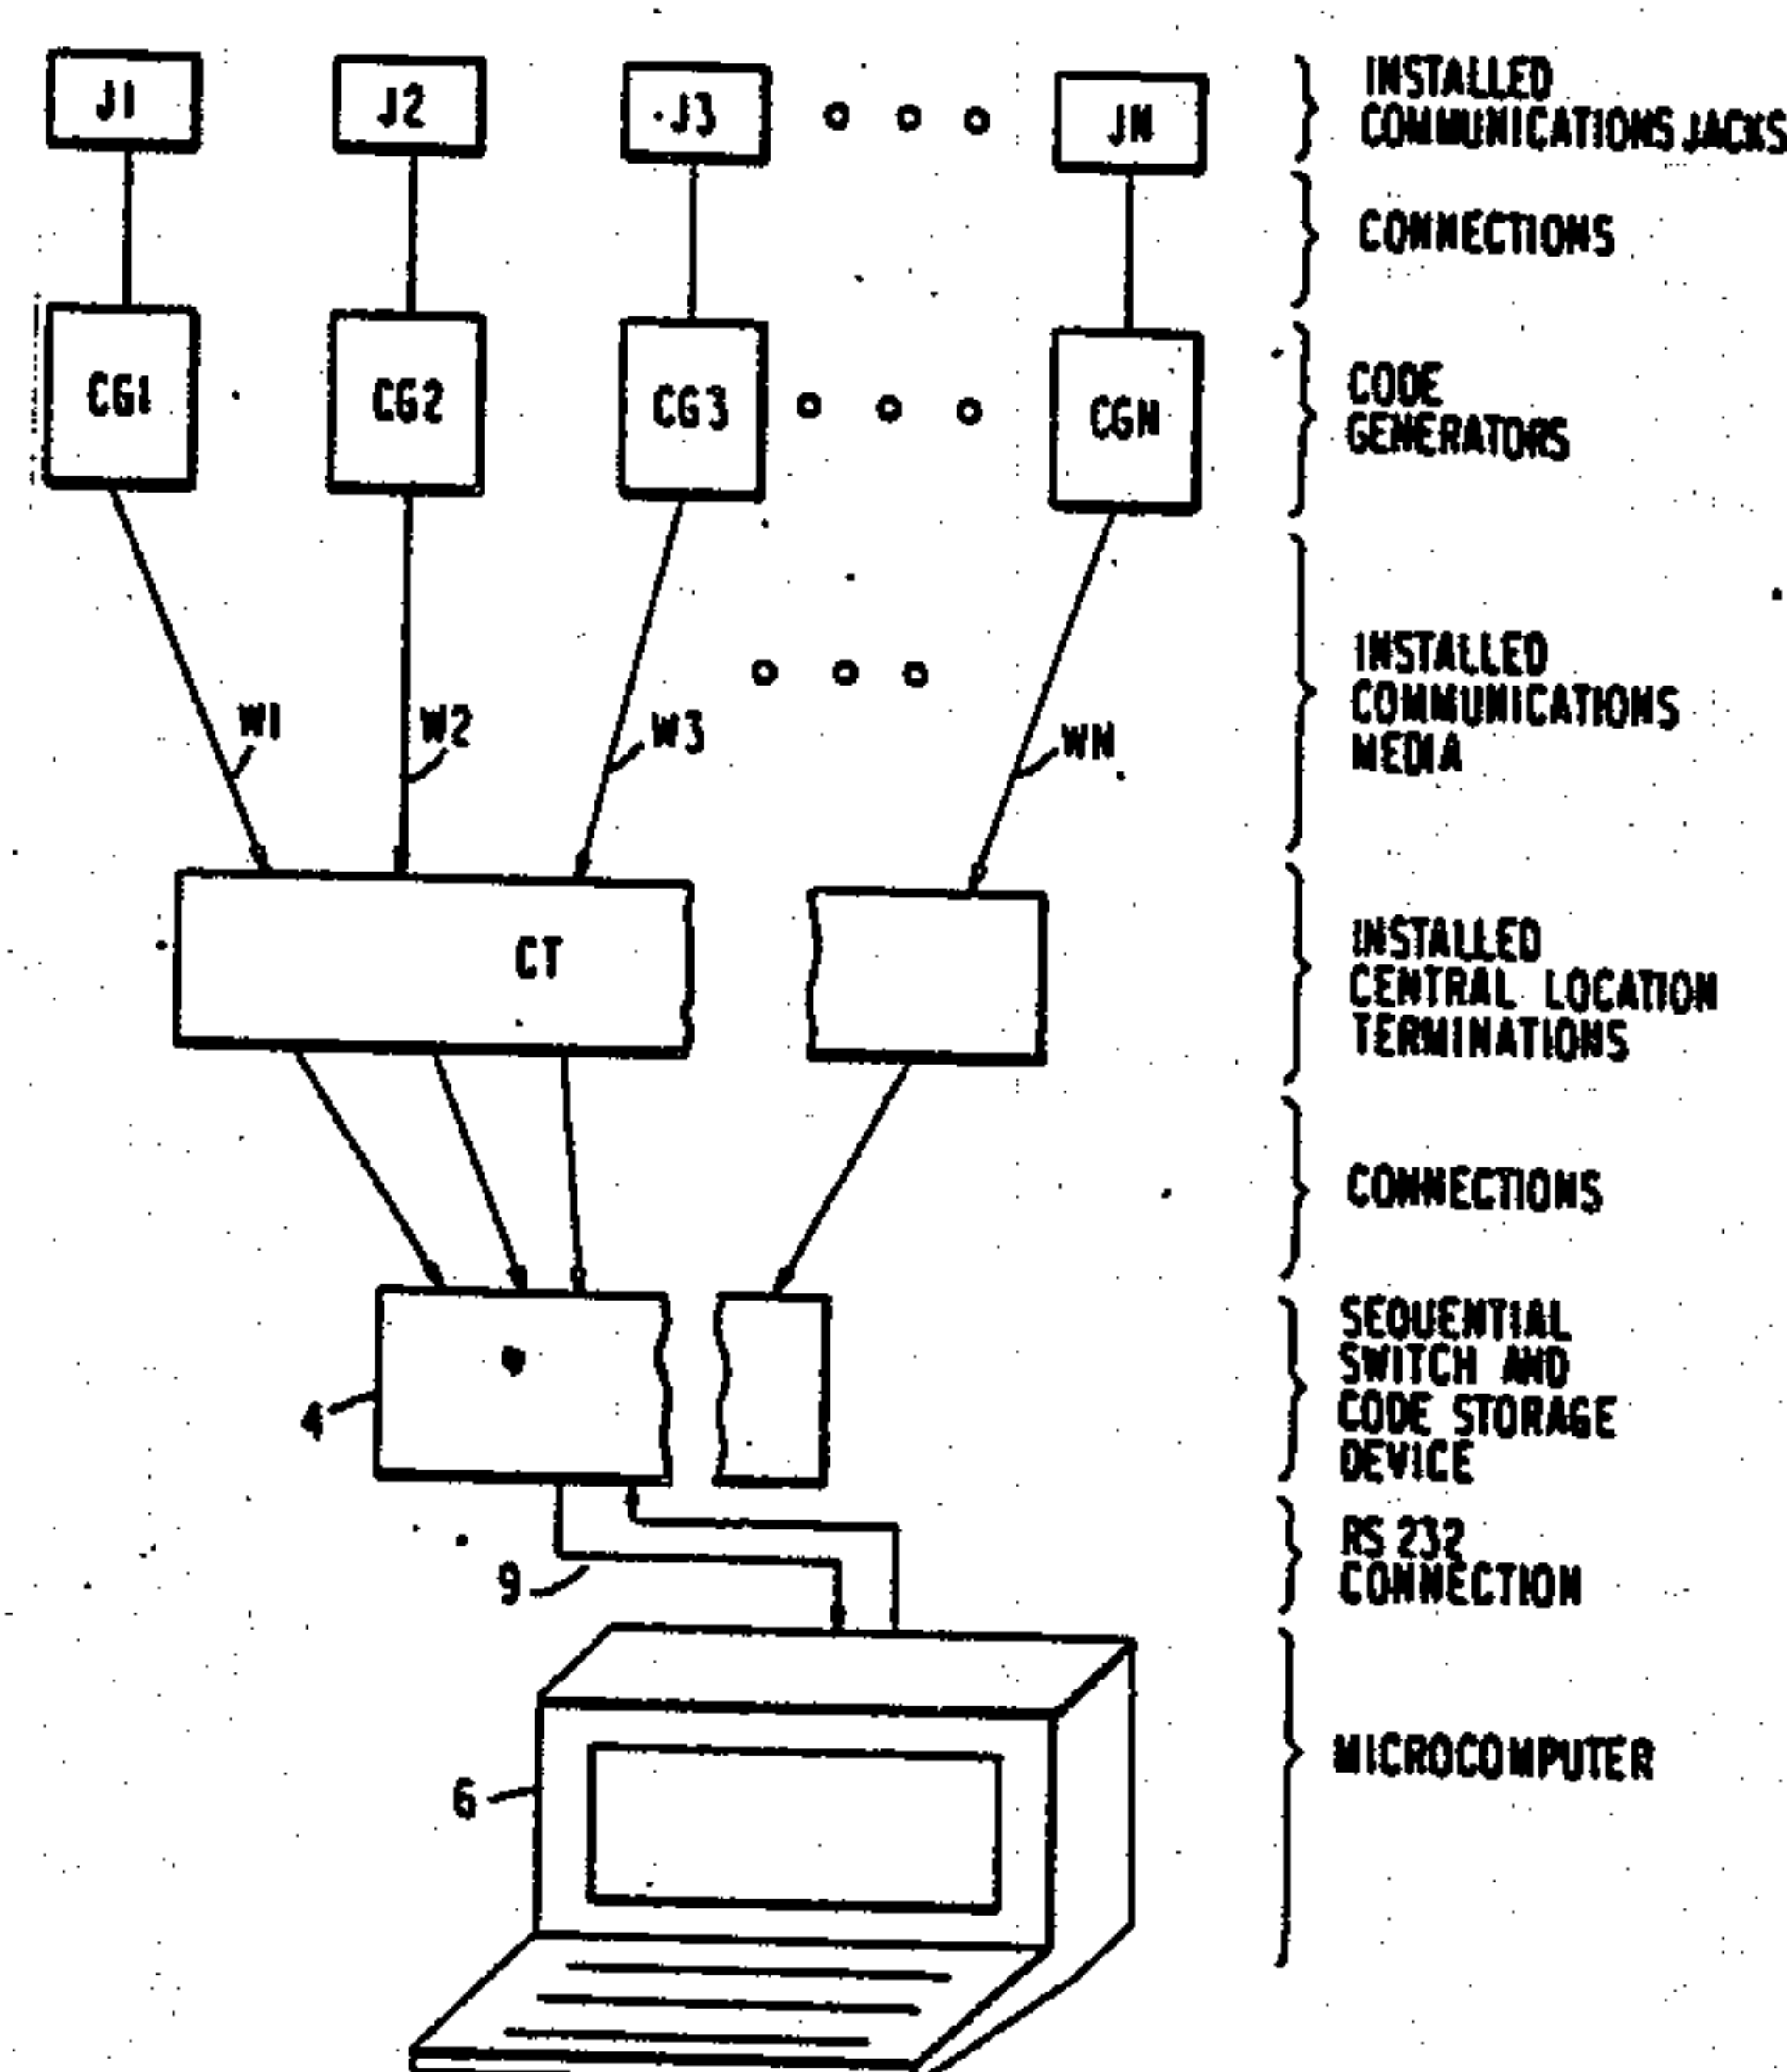 J1 J2 J3 JN
INSTALLED
COMMUNICATIONS JACKS
CONNECTIONS
CG1 CG2 CG3 CGN
CODE
GENERATORS
W1 W2 W3 WN
INSTALLED
COMMUNICATIONS
MEDIA
CT
INSTALLED
CENTRAL LOCATION
TERMINATIONS
CONNECTIONS
4
SEQUENTIAL
SWITCH AND
CODE STORAGE
DEVICE
9
RS 232
CONNECTION
6
MICROCOMPUTER